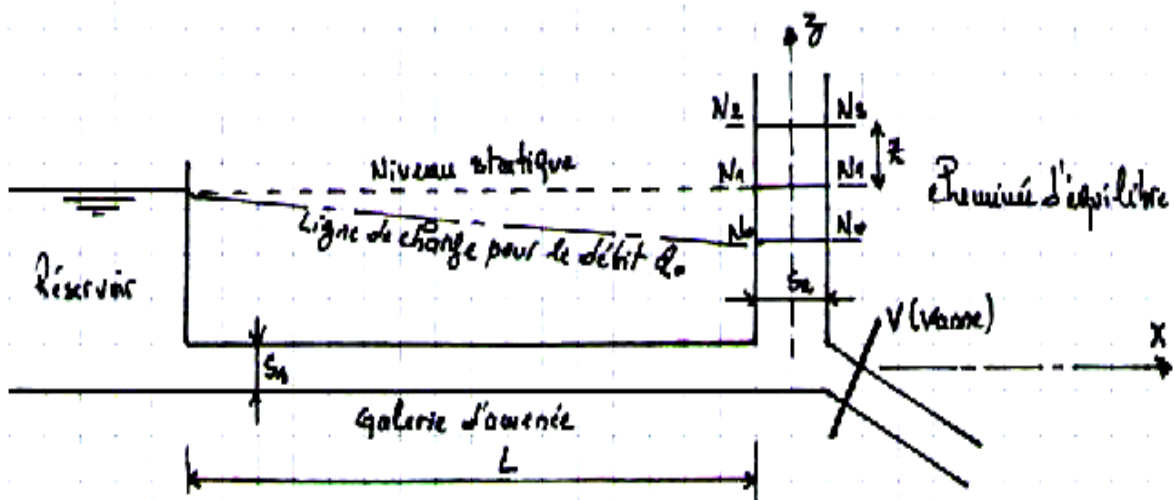 z
N2 N2
z
Niveau statique
N1 N1
Cheminée d'équilibre
Ligne de charge pour le débit Q₀
N₀ N₀
Réservoir
S2
V (Vanne)
X
S1
Galerie d'amenée
L